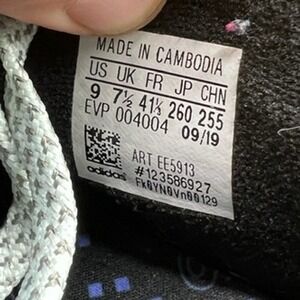 MADE IN CAMBODIA
US UK FR JP CHN
9 7½ 41⅓ 260 255
EVP 004004 09/19
ART EE5913
#123586927
Fk0YN0Vn00129
adidas